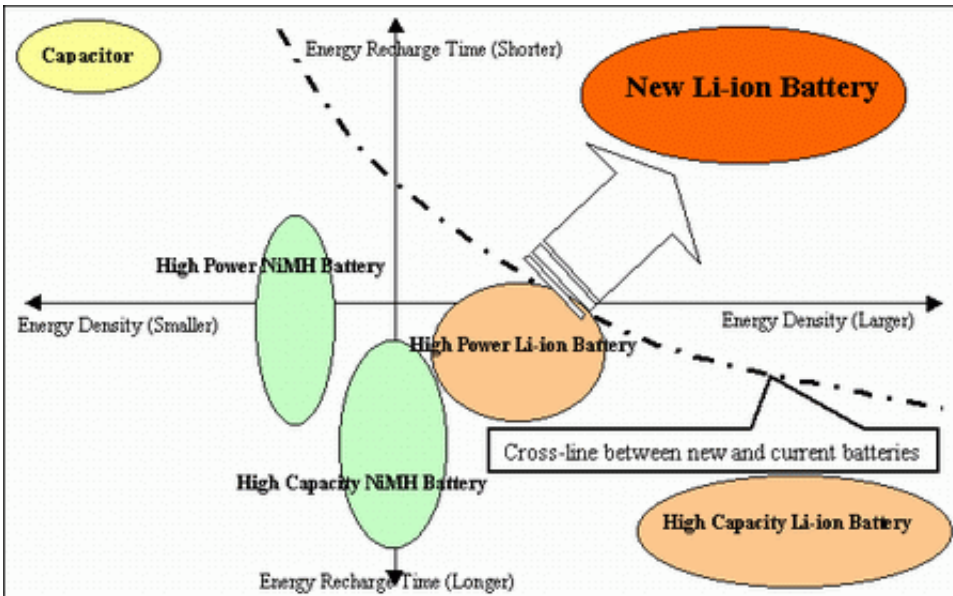 Capacitor
Energy Recharge Time (Shorter)
New Li-ion Battery
High Power NiMH Battery
Energy Density (Smaller)
Energy Density (Larger)
High Power Li-ion Battery
Cross-line between new and current batteries
High Capacity NiMH Battery
High Capacity Li-ion Battery
Energy Recharge Time (Longer)